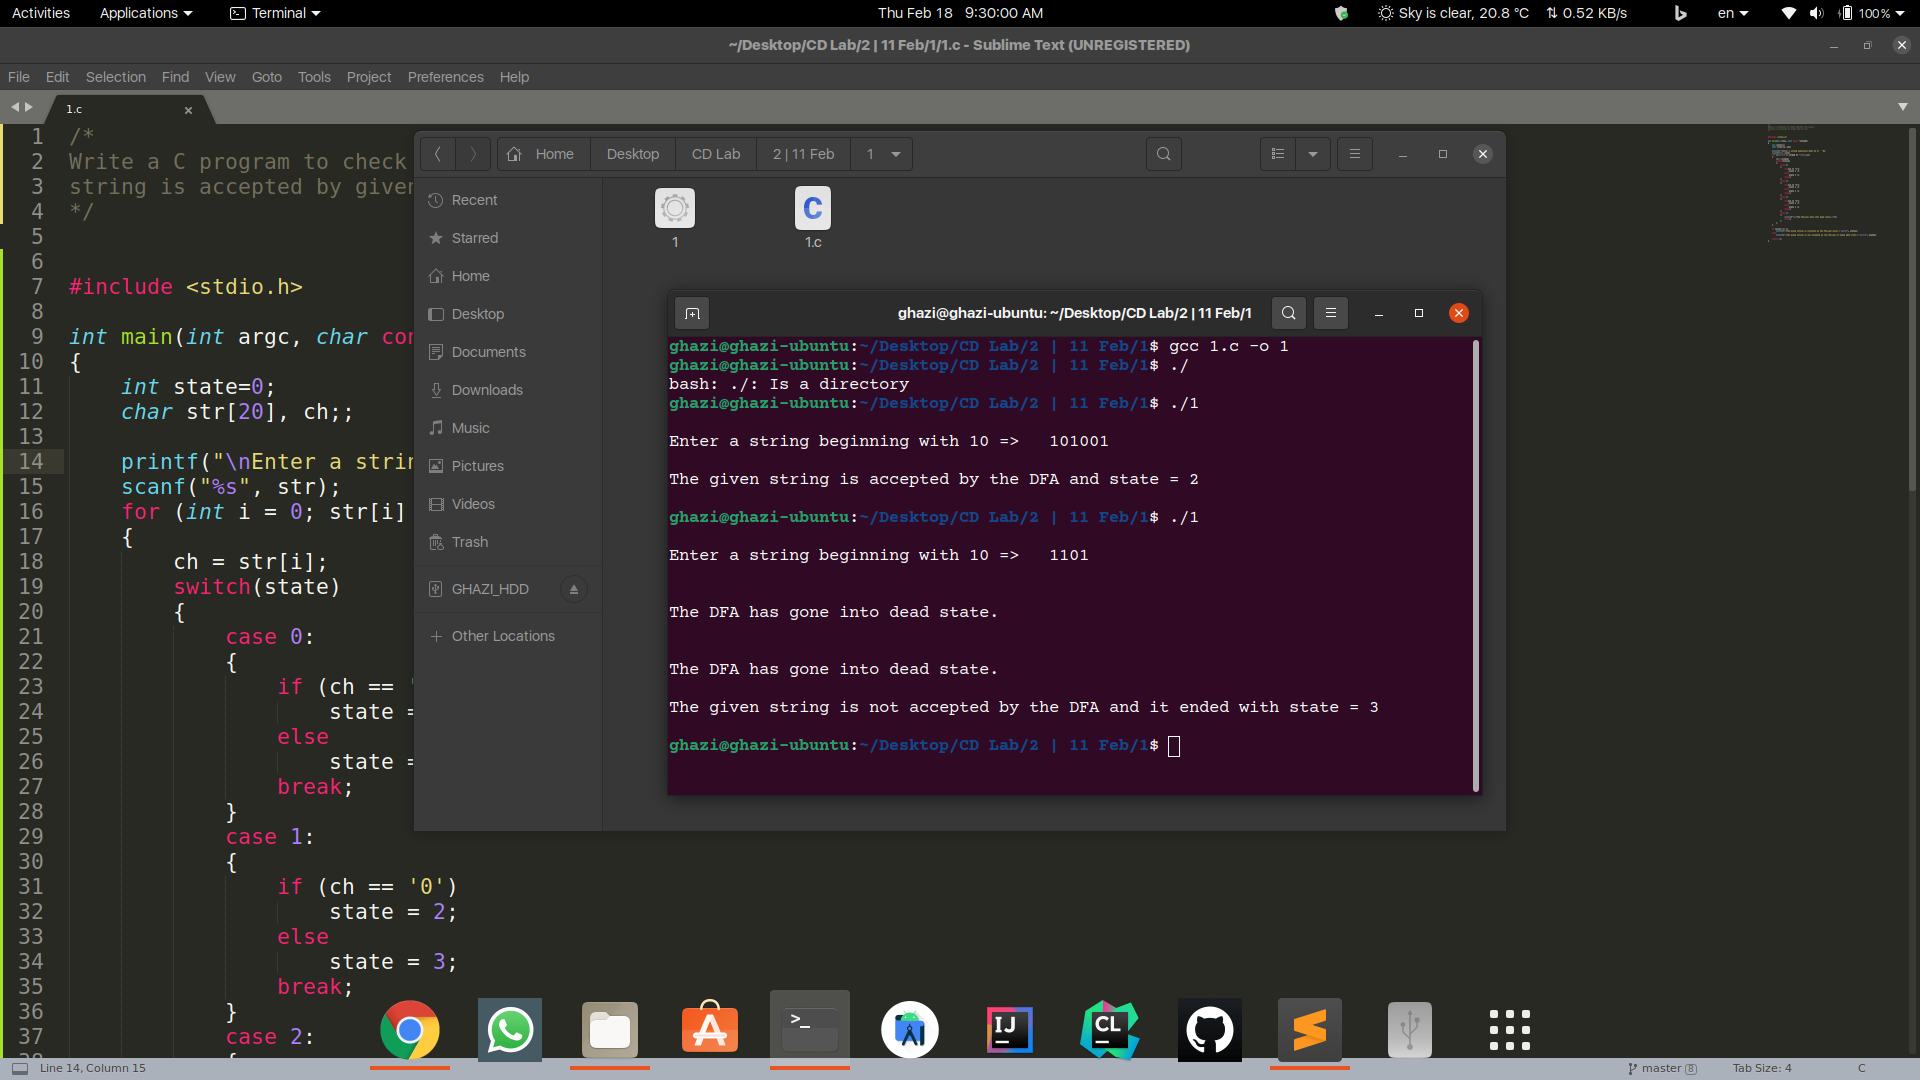 Activities Applications Terminal Thu Feb 18 9:30:00 AM Sky is clear, 20.8 °C 0.52 KB/s en 100%
~/Desktop/CD Lab/2 | 11 Feb/1/1.c - Sublime Text (UNREGISTERED)
File Edit Selection Find View Goto Tools Project Preferences Help
1.c
1 /*
2 Write a C program to check
3 string is accepted by given
4 */
5
6
7 #include <stdio.h>
8
9 int main(int argc, char con
10 {
11 int state=0;
12 char str[20], ch;;
13
14 printf("\nEnter a strin
15 scanf("%s", str);
16 for (int i = 0; str[i]
17 {
18 ch = str[i];
19 switch(state)
20 {
21 case 0:
22 {
23 if (ch == '
24 state =
25 else
26 state =
27 break;
28 }
29 case 1:
30 {
31 if (ch == '0')
32 state = 2;
33 else
34 state = 3;
35 break;
36 }
37 case 2:
38 {
Home Desktop CD Lab 2 | 11 Feb 1
Recent
Starred
Home
Desktop
Documents
Downloads
Music
Pictures
Videos
Trash
GHAZI_HDD
Other Locations
C
1 1.c
ghazi@ghazi-ubuntu: ~/Desktop/CD Lab/2 | 11 Feb/1
ghazi@ghazi-ubuntu:~/Desktop/CD Lab/2 | 11 Feb/1$ gcc 1.c -o 1
ghazi@ghazi-ubuntu:~/Desktop/CD Lab/2 | 11 Feb/1$ ./
bash: ./: Is a directory
ghazi@ghazi-ubuntu:~/Desktop/CD Lab/2 | 11 Feb/1$ ./1
Enter a string beginning with 10 => 101001
The given string is accepted by the DFA and state = 2
ghazi@ghazi-ubuntu:~/Desktop/CD Lab/2 | 11 Feb/1$ ./1
Enter a string beginning with 10 => 1101
The DFA has gone into dead state.
The DFA has gone into dead state.
The given string is not accepted by the DFA and it ended with state = 3
ghazi@ghazi-ubuntu:~/Desktop/CD Lab/2 | 11 Feb/1$
>_ IJ CL
Line 14, Column 15 master 8 Tab Size: 4 C